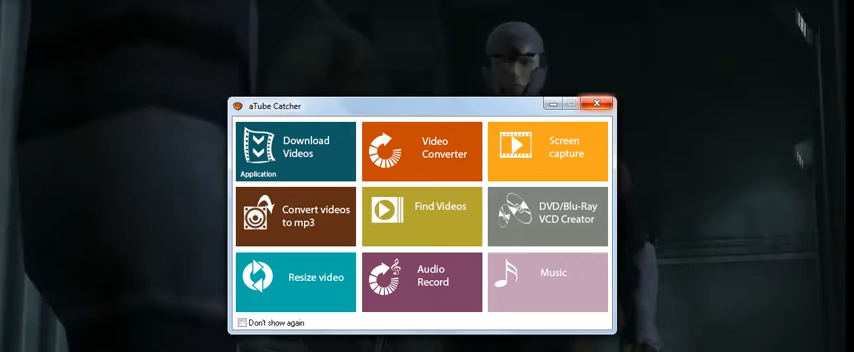 aTube Catcher
Download
Videos
Application
Video
Converter
Screen
capture
Convert videos
to mp3
Find Videos
DVD/Blu-Ray
VCD Creator
Resize video
Audio
Record
Music
Don't show again